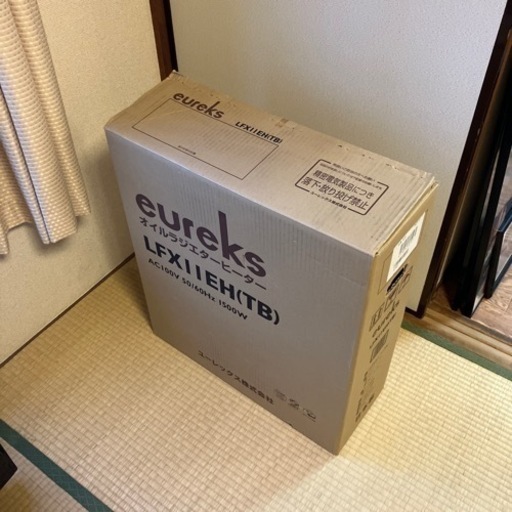 eureks
LFX11EH(TB)
精密電気製品につき
落下・放り投げ禁止
eureks
オイルラジエターヒーター
LFX11EH(TB)
AC100V 50/60Hz 1500W
ユーレックス株式会社